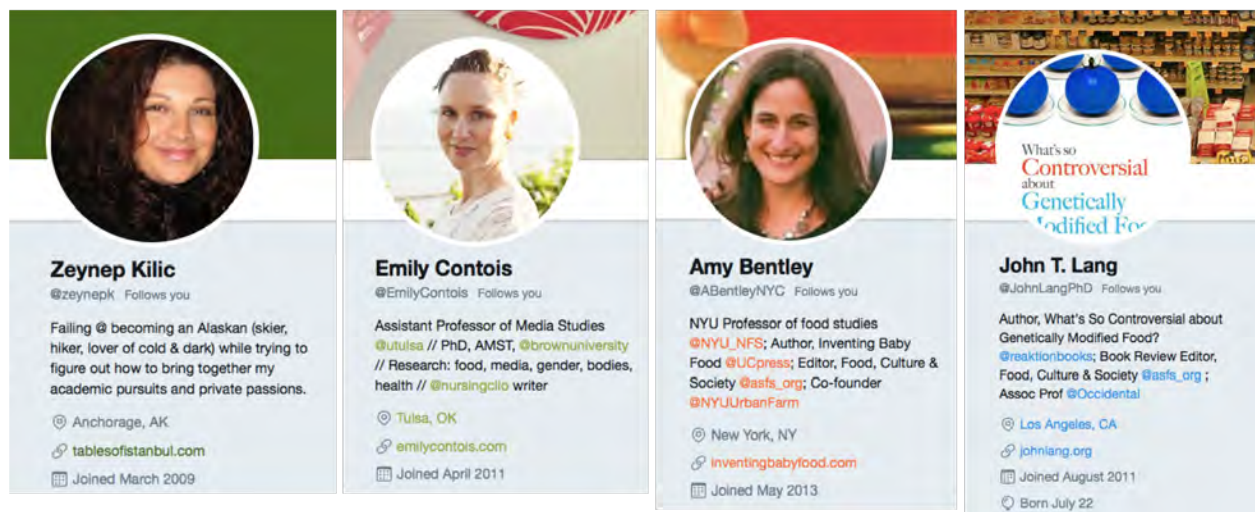 Zeynep Kilic
@zeynepk Follows you
Failing @ becoming an Alaskan (skier,
hiker, lover of cold & dark) while trying to
figure out how to bring together my
academic pursuits and private passions.
Anchorage, AK
tablesofistanbul.com
Joined March 2009
Emily Contois
@EmilyContois Follows you
Assistant Professor of Media Studies
@utulsa // PhD, AMST, @brownuniversity
// Research: food, media, gender, bodies,
health // @nursingclio writer
Tulsa, OK
emilycontois.com
Joined April 2011
Amy Bentley
@ABentleyNYC Follows you
NYU Professor of food studies
@NYU_NFS; Author, Inventing Baby
Food @UCpress; Editor, Food, Culture &
Society @asfs_org; Co-founder
@NYUUrbanFarm
New York, NY
inventingbabyfood.com
Joined May 2013
What's so
Controversial
about
Genetically
Modified Foo
John T. Lang
@JohnLangPhD Follows you
Author, What's So Controversial about
Genetically Modified Food?
@reaktionbooks; Book Review Editor,
Food, Culture & Society @asfs_org ;
Assoc Prof @Occidental
Los Angeles, CA
johnlang.org
Joined August 2011
Born July 22